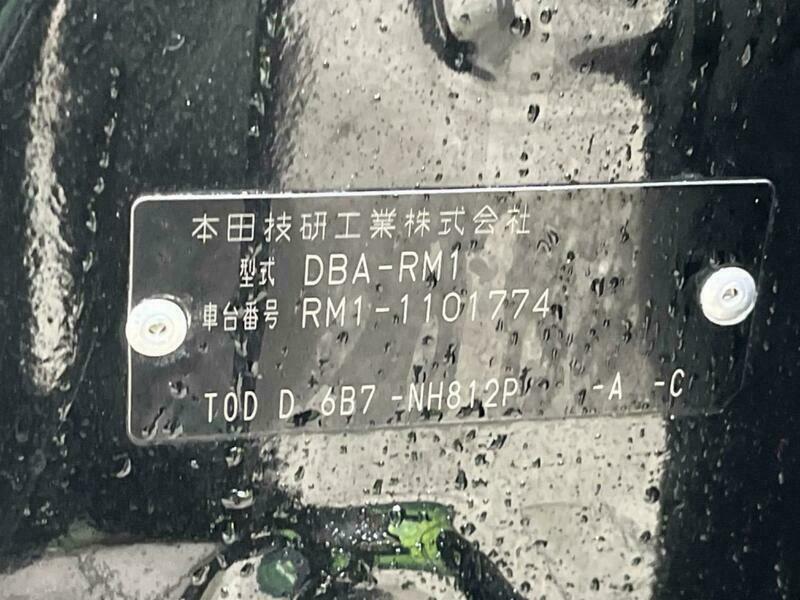 本田技研工業株式会社
型式 DBA-RM1
車台番号 RM1-1101774
TOD D 6B7 -NH812P -A -C